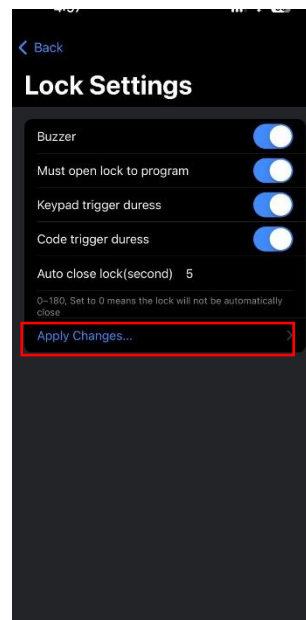 Back
Lock Settings
Buzzer
Must open lock to program
Keypad trigger duress
Code trigger duress
Auto close lock(second) 5
0~180, Set to 0 means the lock will not be automatically
close
Apply Changes...